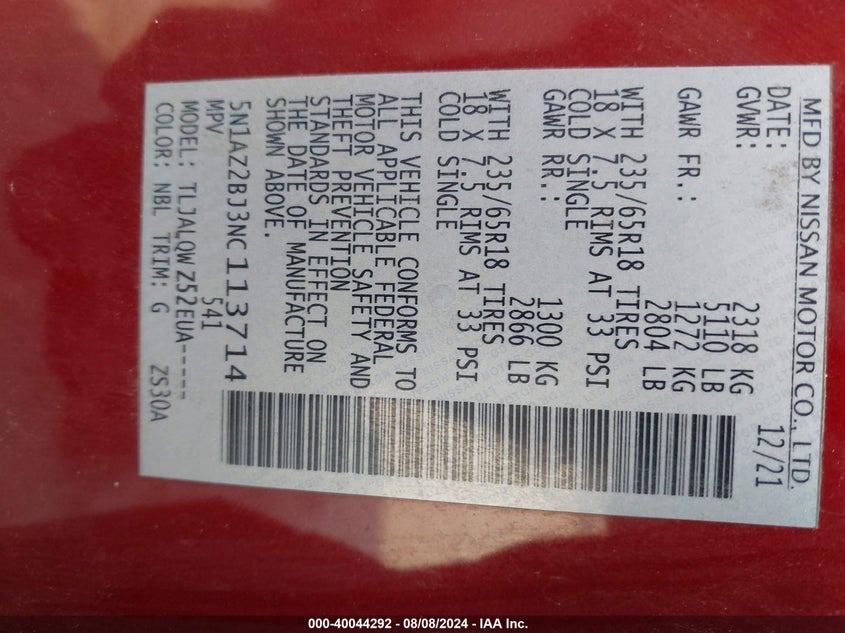 MFD BY NISSAN MOTOR CO., LTD.
DATE: 12/21
GVWR: 2318 KG
5110 LB
GAWR FR.: 1272 KG
2804 LB
WITH 235/65R18 TIRES
18 X 7.5 RIMS AT 33 PSI
COLD SINGLE
GAWR RR.: 1300 KG
2866 LB
WITH 235/65R18 TIRES
18 X 7.5 RIMS AT 33 PSI
COLD SINGLE
THIS VEHICLE CONFORMS TO
ALL APPLICABLE FEDERAL
MOTOR VEHICLE SAFETY AND
THEFT PREVENTION
STANDARDS IN EFFECT ON
THE DATE OF MANUFACTURE
SHOWN ABOVE.
5N1AZ2BJ3NC113714
MPV 541
MODEL: TLJALQW Z52EUA-----
COLOR: NBL TRIM: G ZS30A
000-40044292 - 08/08/2024 - IAA Inc.